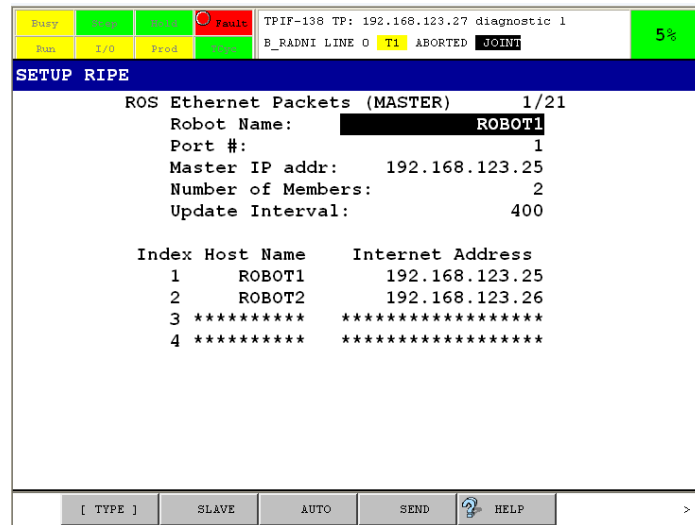 Busy Step Hold Fault TPIF-138 TP: 192.168.123.27 diagnostic 1
Run I/O Prod TCyc B_RADNI LINE 0 T1 ABORTED JOINT 5%
SETUP RIPE
ROS Ethernet Packets (MASTER) 1/21
Robot Name: ROBOT1
Port #: 1
Master IP addr: 192.168.123.25
Number of Members: 2
Update Interval: 400
Index Host Name Internet Address
1 ROBOT1 192.168.123.25
2 ROBOT2 192.168.123.26
3 ********** ******************
4 ********** ******************
[ TYPE ] SLAVE AUTO SEND HELP >